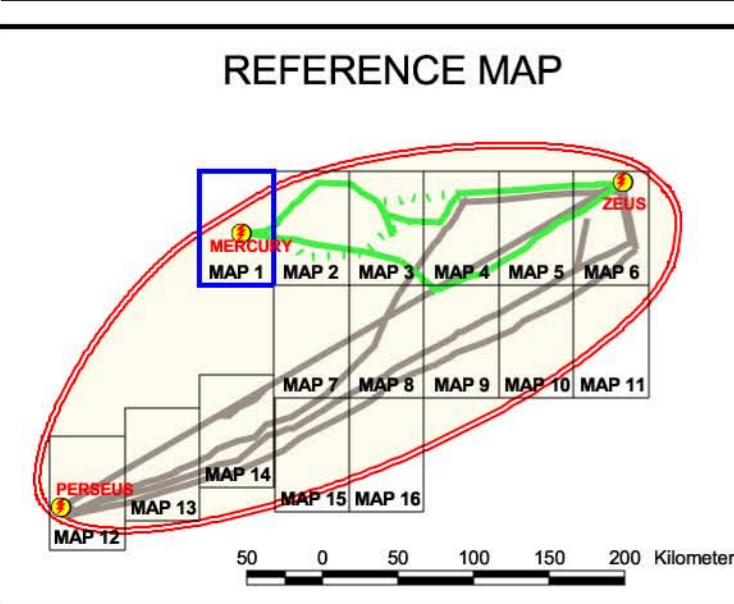 REFERENCE MAP
ZEUS
MERCURY
MAP 1
MAP 2
MAP 3
MAP 4
MAP 5
MAP 6
MAP 7
MAP 8
MAP 9
MAP 10
MAP 11
MAP 14
PERSEUS
MAP 13
MAP 15
MAP 16
MAP 12
50 0 50 100 150 200 Kilometer